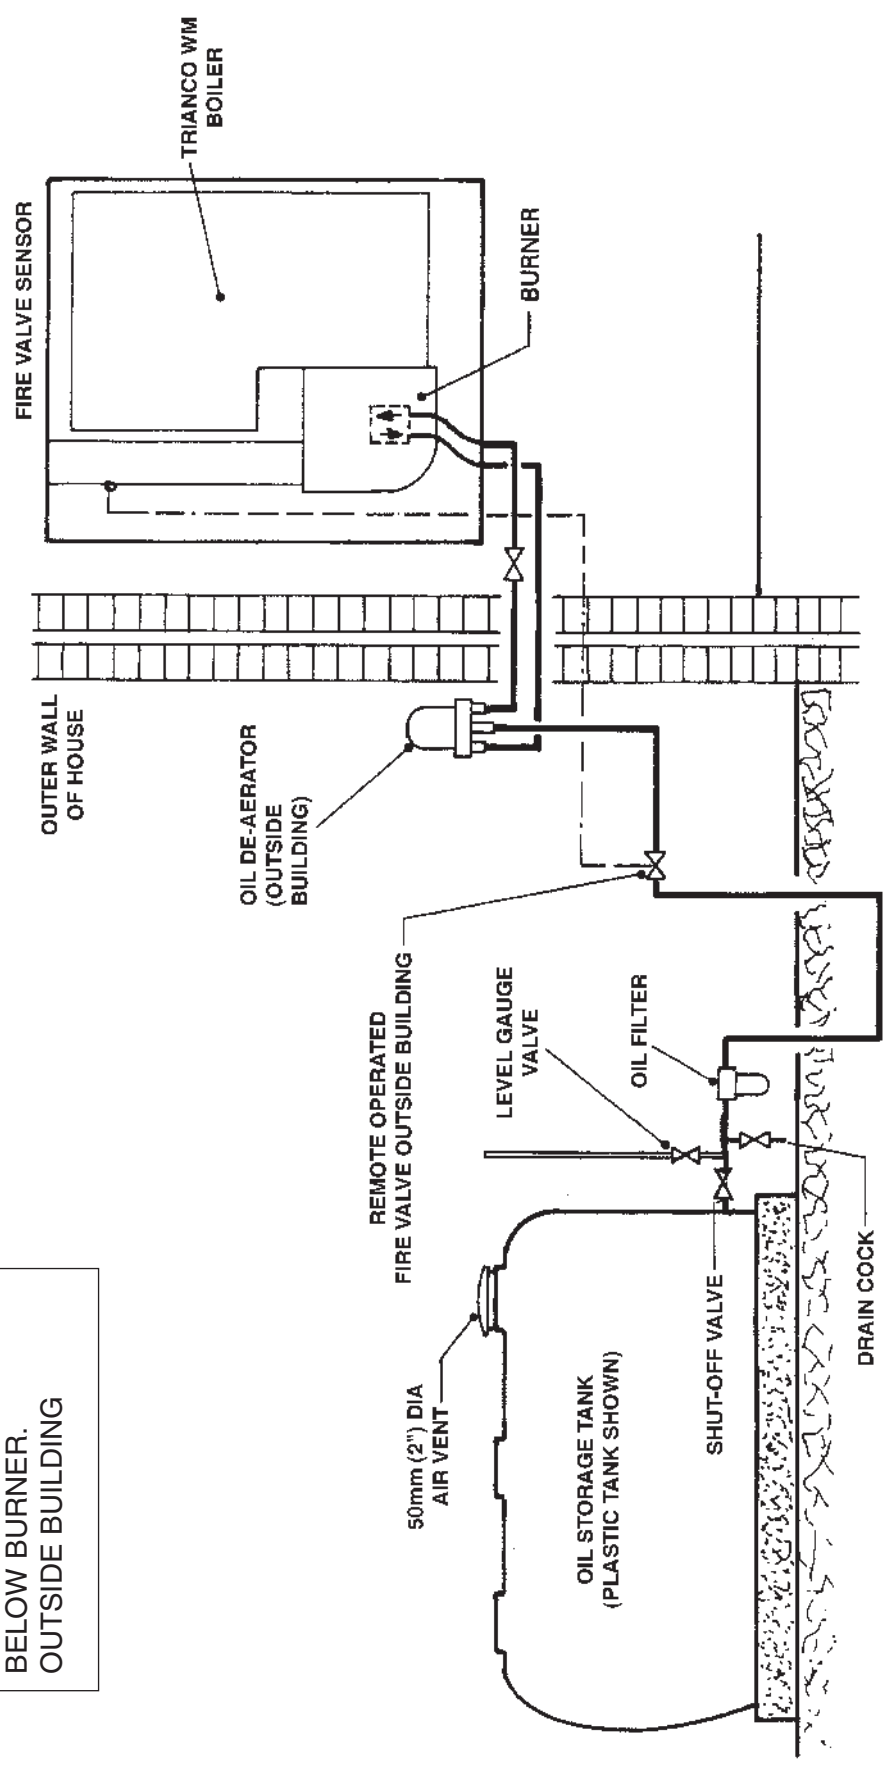 BELOW BURNER.
OUTSIDE BUILDING
50mm (2") DIA
AIR VENT
OIL STORAGE TANK
(PLASTIC TANK SHOWN)
SHUT-OFF VALVE
DRAIN COCK
REMOTE OPERATED
FIRE VALVE OUTSIDE BUILDING
LEVEL GAUGE
VALVE
OIL FILTER
OUTER WALL
OF HOUSE
OIL DE-AERATOR
(OUTSIDE
BUILDING)
FIRE VALVE SENSOR
BURNER
TRIANCO WM
BOILER